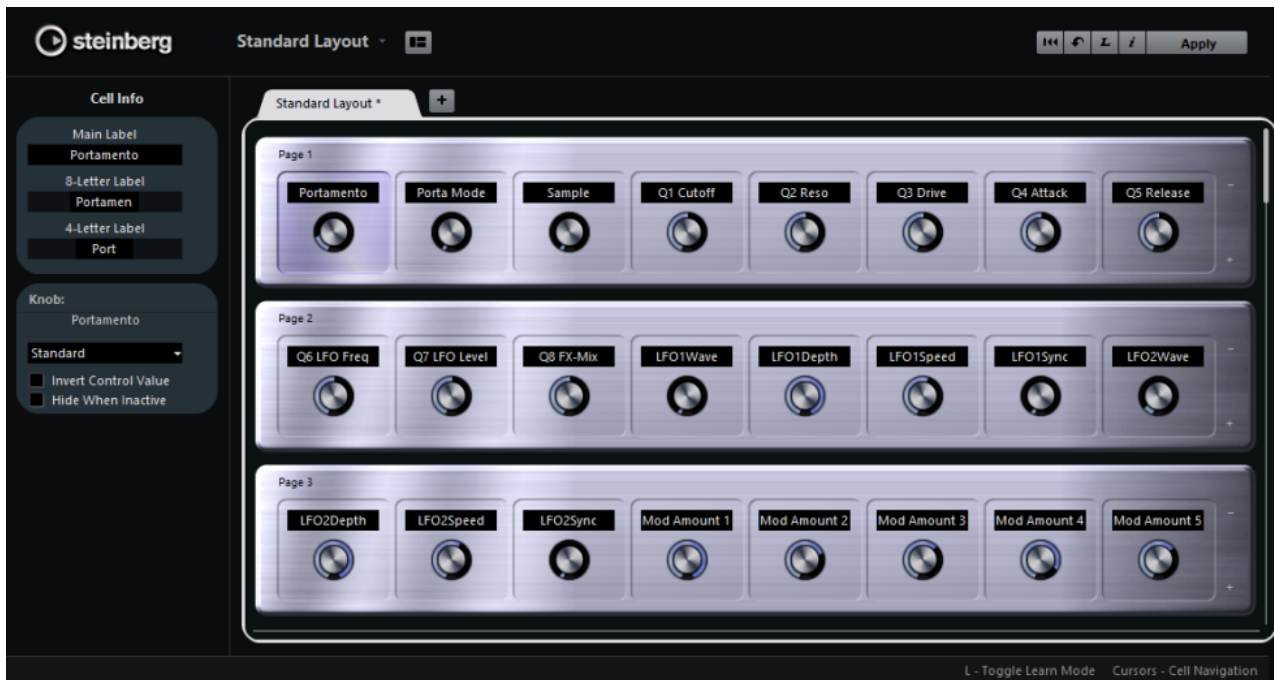 steinberg
Standard Layout
L i Apply
Cell Info
Main Label
Portamento
8-Letter Label
Portamen
4-Letter Label
Port
Knob:
Portamento
Standard
Invert Control Value
Hide When Inactive
Standard Layout *
+
Page 1
Portamento Porta Mode Sample Q1 Cutoff Q2 Reso Q3 Drive Q4 Attack Q5 Release
-
+
Page 2
Q6 LFO Freq Q7 LFO Level Q8 FX-Mix LFO1Wave LFO1Depth LFO1Speed LFO1Sync LFO2Wave
-
+
Page 3
LFO2Depth LFO2Speed LFO2Sync Mod Amount 1 Mod Amount 2 Mod Amount 3 Mod Amount 4 Mod Amount 5
-
+
L - Toggle Learn Mode Cursors - Cell Navigation